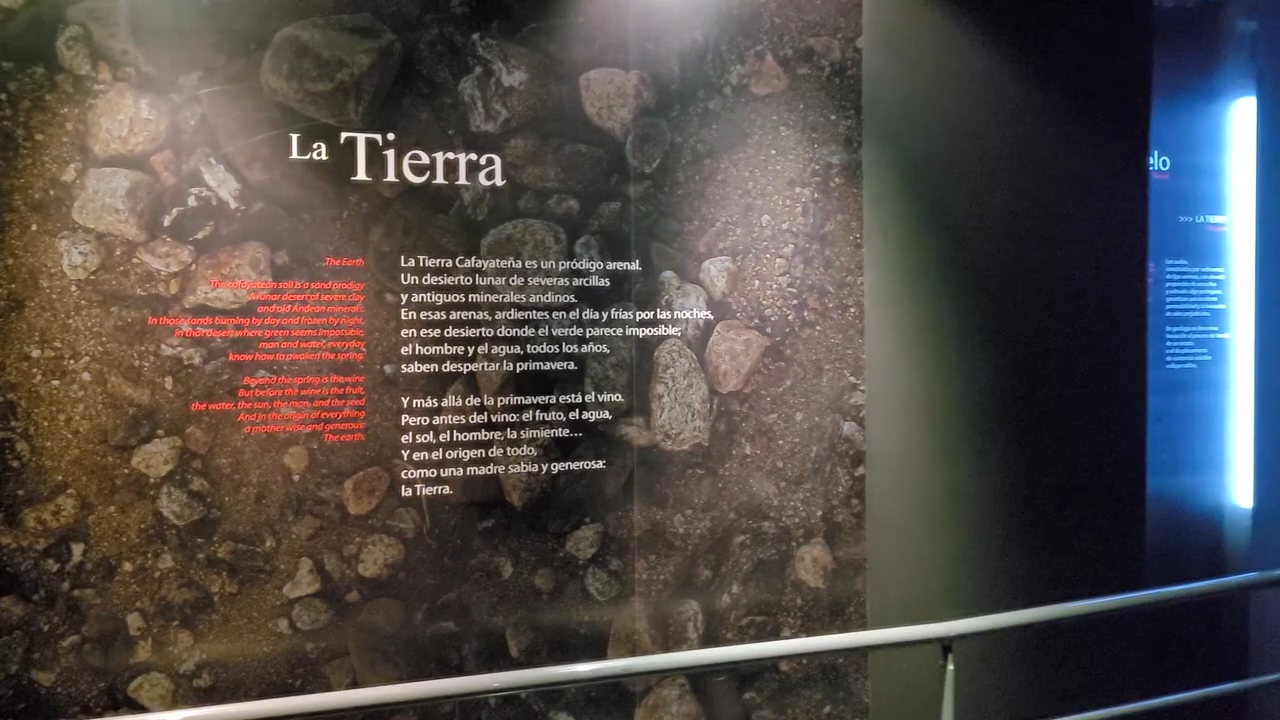 La Tierra
The Earth
The cafayatean soil is a sand prodigy
A lunar desert of severe clay
and old Andean minerals.
In those sands burning by day and frozen by night,
in that desert where green seems impossible,
man and water, everyday
know how to awaken the spring.
Beyond the spring is the wine
But before the wine is the fruit,
the water, the sun, the man, and the seed
And in the origin of everything
a mother wise and generous:
The earth.
La Tierra Cafayateña es un pródigo arenal.
Un desierto lunar de severas arcillas
y antiguos minerales andinos.
En esas arenas, ardientes en el día y frías por las noches,
en ese desierto donde el verde parece imposible;
el hombre y el agua, todos los años,
saben despertar la primavera.
Y más allá de la primavera está el vino.
Pero antes del vino: el fruto, el agua,
el sol, el hombre, la simiente...
Y en el origen de todo,
como una madre sabia y generosa:
la Tierra.
elo
>>> LA TIERRA